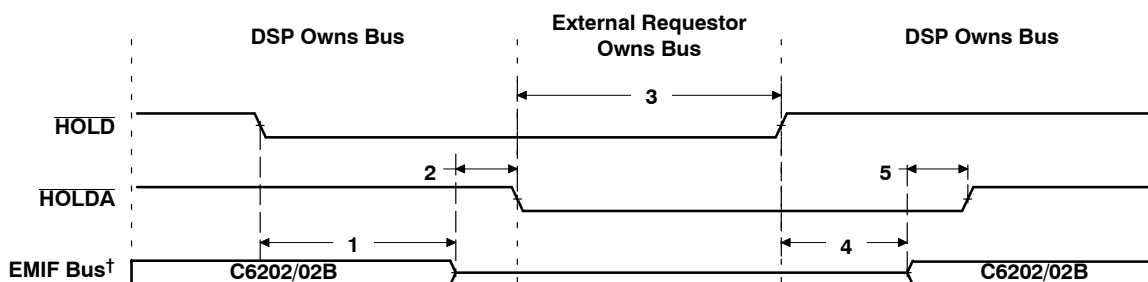 DSP Owns Bus
External Requestor
Owns Bus
DSP Owns Bus
3
HOLD
2
5
HOLDA
1
4
EMIF Bus†
C6202/02B
C6202/02B